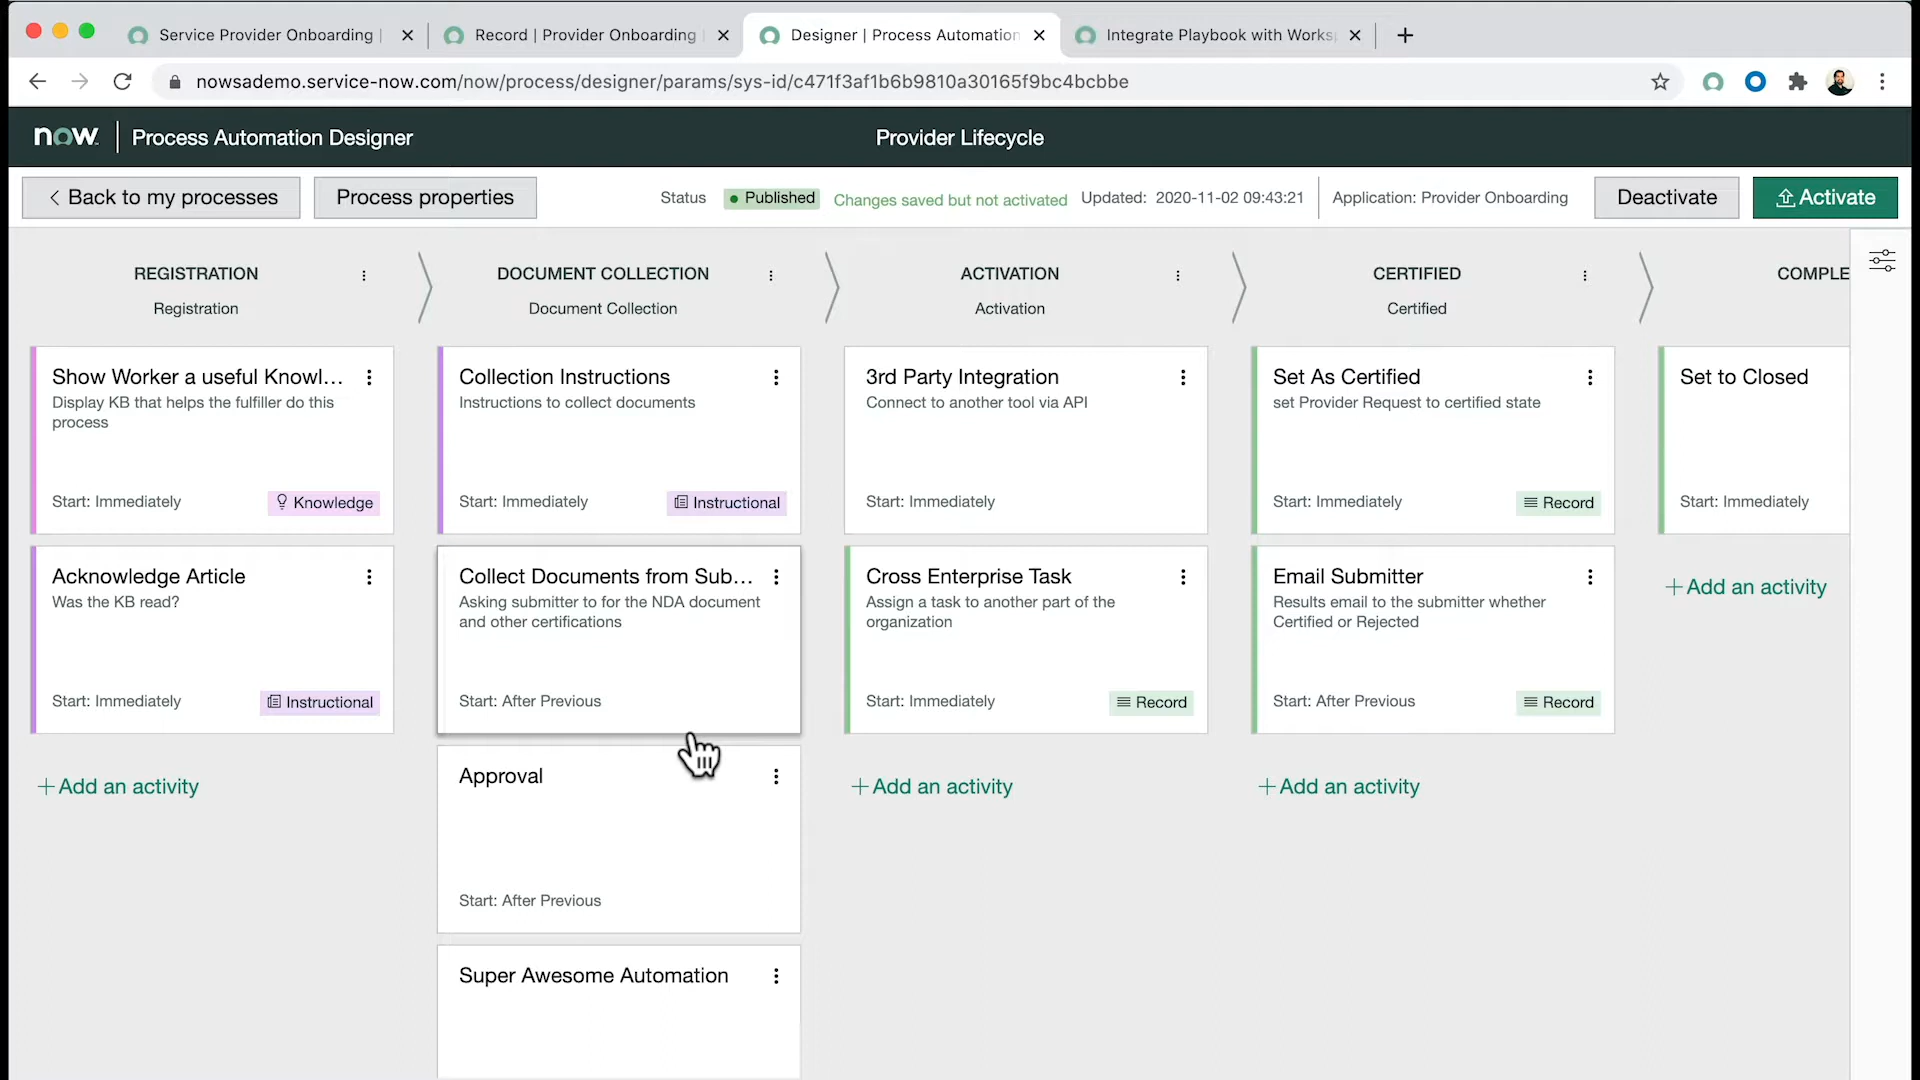 Service Provider Onboarding |
Record | Provider Onboarding
Designer | Process Automation
Integrate Playbook with Works
nowsademo.service-now.com/now/process/designer/params/sys-id/c471f3af1b6b9810a30165f9bc4bcbbe
now
Process Automation Designer
Provider Lifecycle
Back to my processes
Process properties
Status
Published
Changes saved but not activated
Updated: 2020-11-02 09:43:21
Application: Provider Onboarding
Deactivate
Activate
REGISTRATION
Registration
DOCUMENT COLLECTION
Document Collection
ACTIVATION
Activation
CERTIFIED
Certified
COMPLE
Show Worker a useful Knowl...
Display KB that helps the fulfiller do this
process
Start: Immediately
Knowledge
Acknowledge Article
Was the KB read?
Start: Immediately
Instructional
+Add an activity
Collection Instructions
Instructions to collect documents
Start: Immediately
Instructional
Collect Documents from Sub...
Asking submitter to for the NDA document
and other certifications
Start: After Previous
Approval
Start: After Previous
Super Awesome Automation
3rd Party Integration
Connect to another tool via API
Start: Immediately
Cross Enterprise Task
Assign a task to another part of the
organization
Start: Immediately
Record
+Add an activity
Set As Certified
set Provider Request to certified state
Start: Immediately
Record
Email Submitter
Results email to the submitter whether
Certified or Rejected
Start: After Previous
Record
+Add an activity
Set to Closed
Start: Immediately
+Add an activity